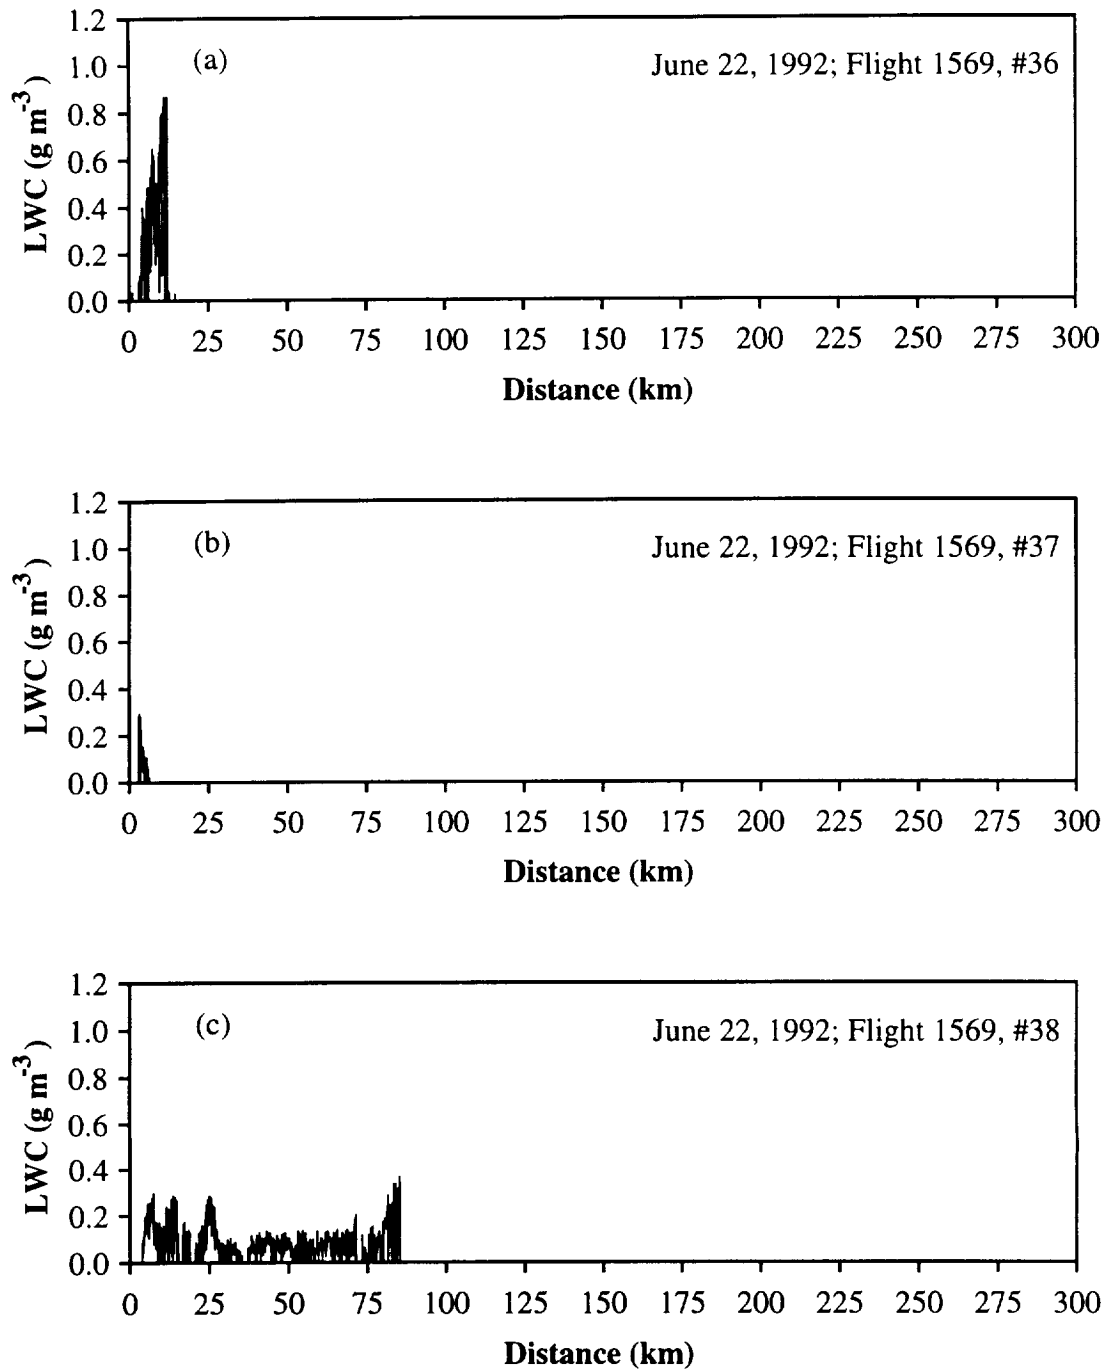 1.2
(a)
June 22, 1992; Flight 1569, #36
1.0
0.8
0.6
0.4
0.2
0.0
LWC (g m-3)
0 25 50 75 100 125 150 175 200 225 250 275 300
Distance (km)
1.2
(b)
June 22, 1992; Flight 1569, #37
1.0
0.8
0.6
0.4
0.2
0.0
LWC (g m-3)
0 25 50 75 100 125 150 175 200 225 250 275 300
Distance (km)
1.2
(c)
June 22, 1992; Flight 1569, #38
1.0
0.8
0.6
0.4
0.2
0.0
LWC (g m-3)
0 25 50 75 100 125 150 175 200 225 250 275 300
Distance (km)